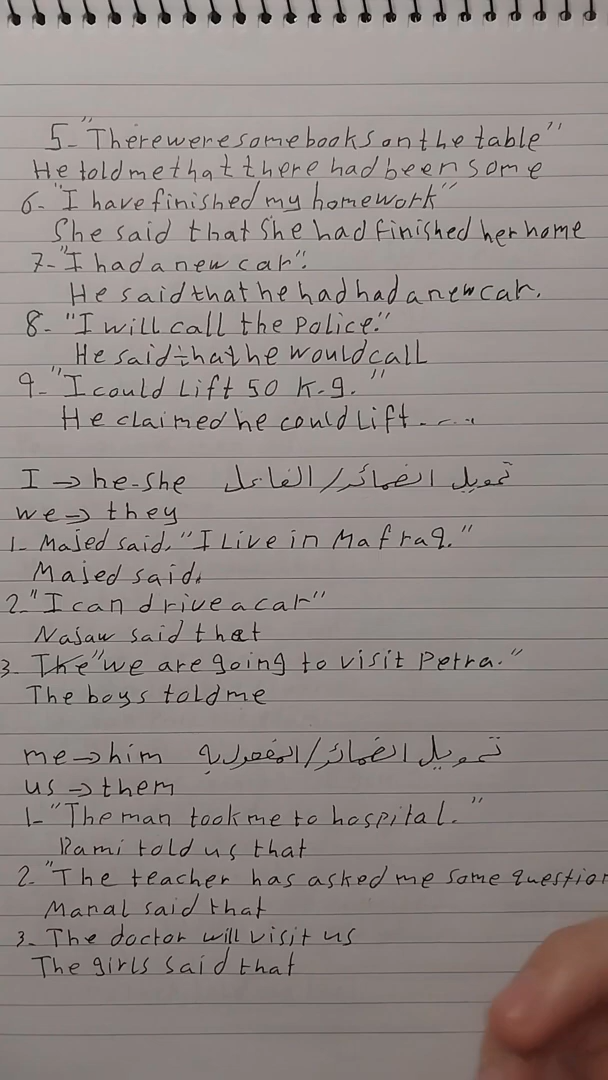 5- "There were some books on the table"
He told me that there had been some
6- "I have finished my homework"
She said that She had finished her home
7- "I had a new car".
He said that he had had a new car.
8- "I will call the police."
He said that he would call
9- "I could Lift 50 K.g."
He claimed he could Lift - - - -
I → he-she تحويل الضمائر/الفاعل
we → they
1- Majed said, "I Live in Mafraq."
Majed said,
2- "I can drive a car"
Najaw said that
3. The "we are going to visit Petra."
The boys told me
me → him تحويل الضمائر/المفعول به
us → them
1- "The man took me to hospital."
Rami told us that
2- "The teacher has asked me some question
Manal said that
3- The doctor will visit us
The girls said that